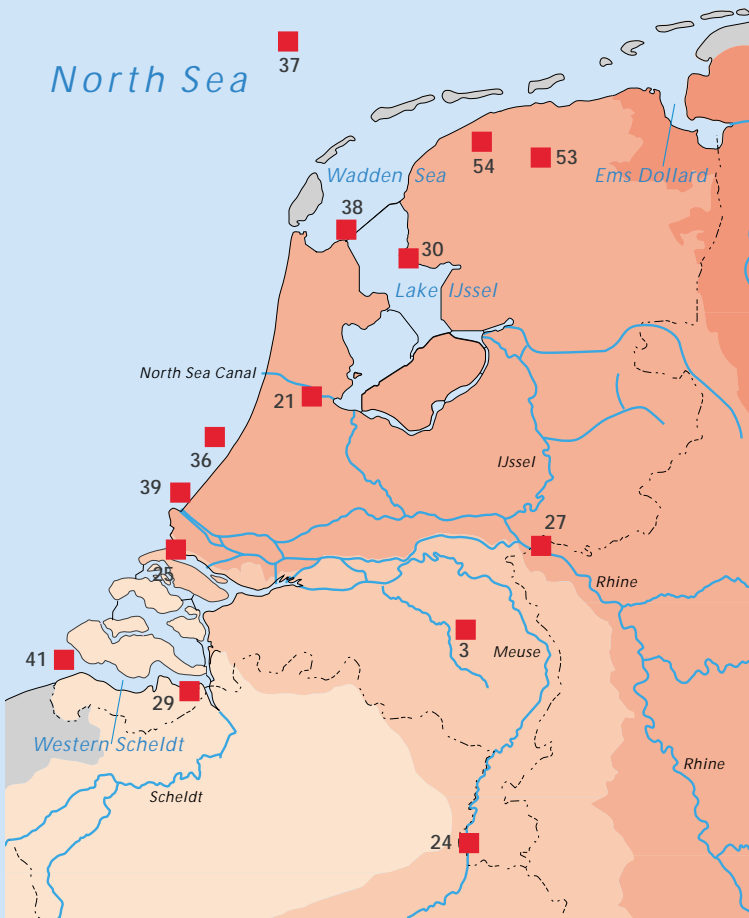 37
North Sea
54
53
Wadden Sea
Ems Dollard
38
30
Lake IJssel
North Sea Canal
21
36
IJssel
39
27
25
Rhine
3
Meuse
41
29
Western Scheldt
Rhine
Scheldt
24